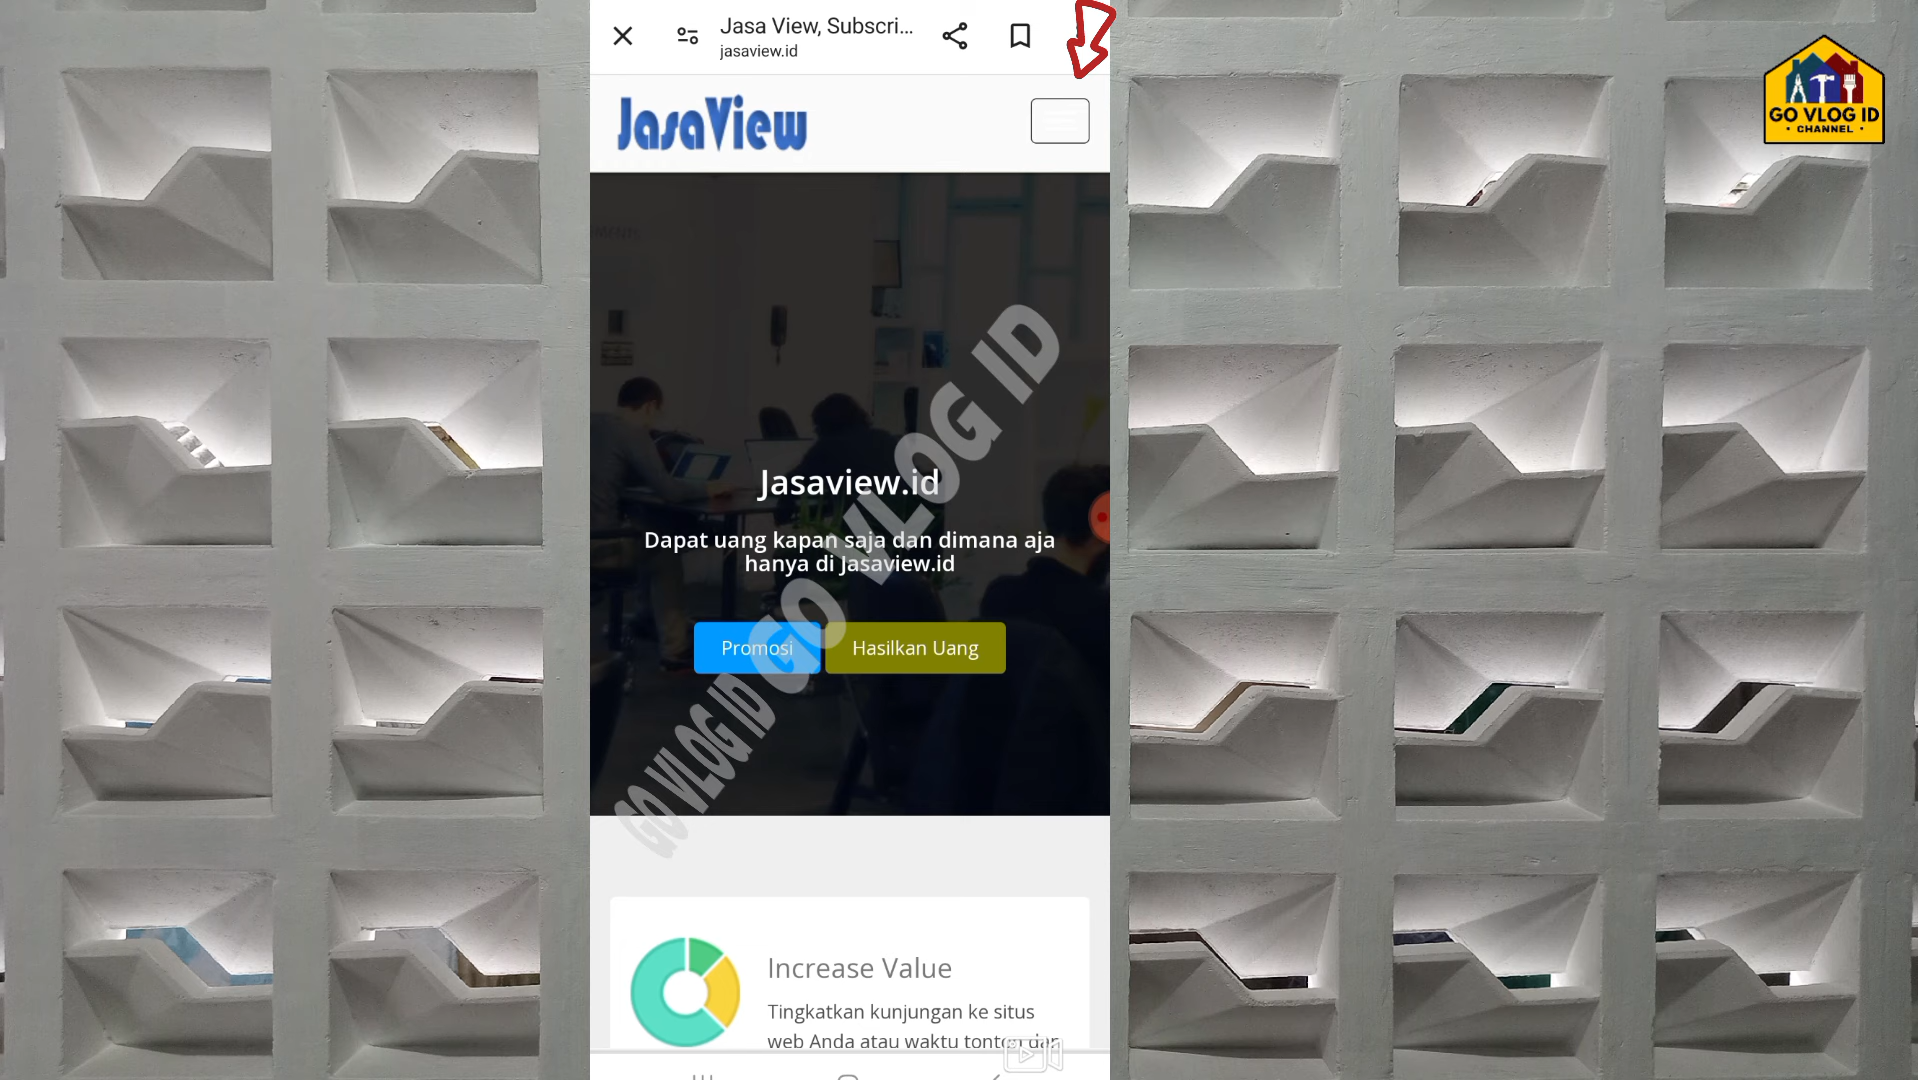 Jasa View, Subscri...
jasaview.id
JasaView
GO VLOG ID
CHANNEL
Jasaview.id
Dapat uang kapan saja dan dimana aja
hanya di Jasaview.id
Promosi
Hasilkan Uang
GO VLOG ID
GO VLOG ID
Increase Value
Tingkatkan kunjungan ke situs
web Anda atau waktu tonton dan